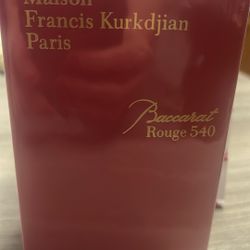 Maison
Francis Kurkdjian
Paris
Baccarat
Rouge 540